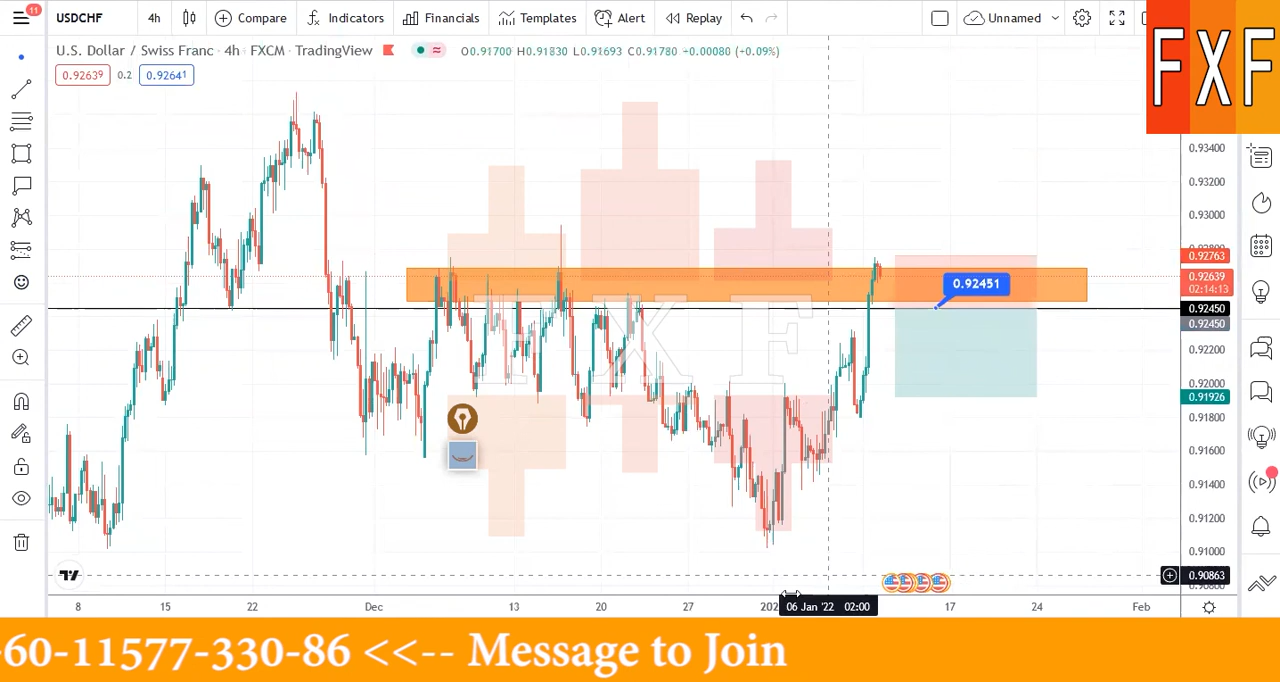 11
USDCHF 4h Compare Indicators Financials Templates Alert Replay Unnamed
U.S. Dollar / Swiss Franc · 4h · FXCM · TradingView O0.91700 H0.91830 L0.91693 C0.91780 +0.00080 (+0.09%)
0.92639 0.2 0.92641
FXF
0.93400
0.93200
0.93000
0.92763
0.92639
02:14:13
0.92451
0.92450
0.92450
F X F
0.92200
0.92000
0.91926
0.91800
0.91600
0.91400
0.91200
0.91000
0.90863
8 15 22 Dec 13 20 27 06 Jan '22 02:00 17 24 Feb
-60-11577-330-86 <<-- Message to Join